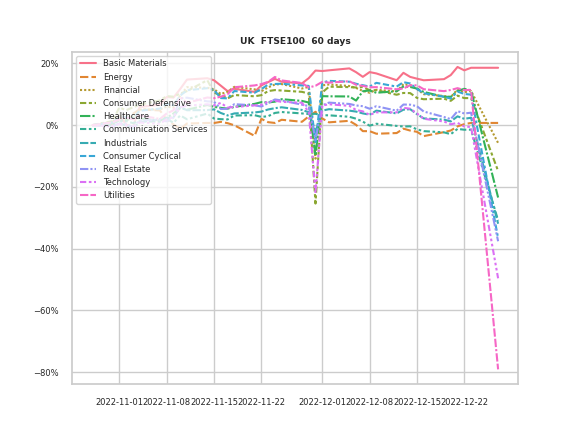 UK FTSE100 60 days
20%
0%
−20%
−40%
−60%
−80%
Basic Materials
Energy
Financial
Consumer Defensive
Healthcare
Communication Services
Industrials
Consumer Cyclical
Real Estate
Technology
Utilities
2022-11-01 2022-11-08 2022-11-15 2022-11-22 2022-12-01 2022-12-08 2022-12-15 2022-12-22